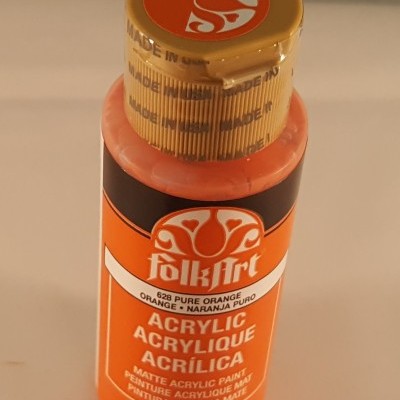 MADE IN USA
MADE IN USA MADE IN
MADE IN USA MADE I
FolkArt
628 PURE ORANGE
ORANGE • NARANJA PURO
ACRYLIC
ACRYLIQUE
ACRÍLICA
MATTE ACRYLIC PAINT
PEINTURE ACRYLIQUE MAT